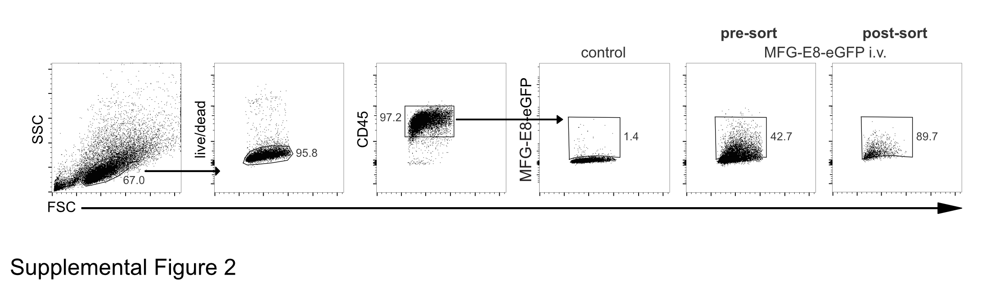 pre-sort
post-sort
control
MFG-E8-eGFP i.v.
SSC
67.0
live/dead
95.8
CD45
97.2
MFG-E8-eGFP
1.4
42.7
89.7
FSC
Supplemental Figure 2